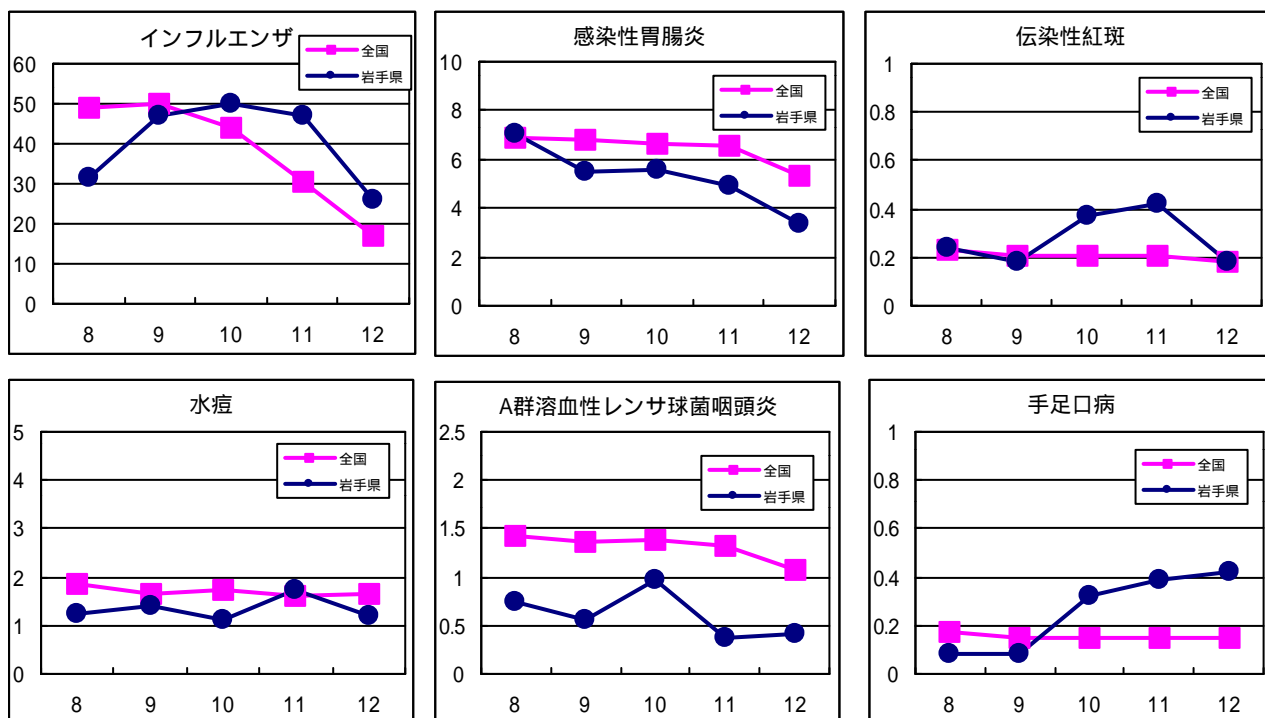 インフルエンザ
全国
岩手県
60
50
40
30
20
10
0
8 9 10 11 12
感染性胃腸炎
全国
岩手県
10
8
6
4
2
0
8 9 10 11 12
伝染性紅斑
全国
岩手県
1
0.8
0.6
0.4
0.2
0
8 9 10 11 12
水痘
全国
岩手県
5
4
3
2
1
0
8 9 10 11 12
A群溶血性レンサ球菌咽頭炎
全国
岩手県
2.5
2
1.5
1
0.5
0
8 9 10 11 12
手足口病
全国
岩手県
1
0.8
0.6
0.4
0.2
0
8 9 10 11 12